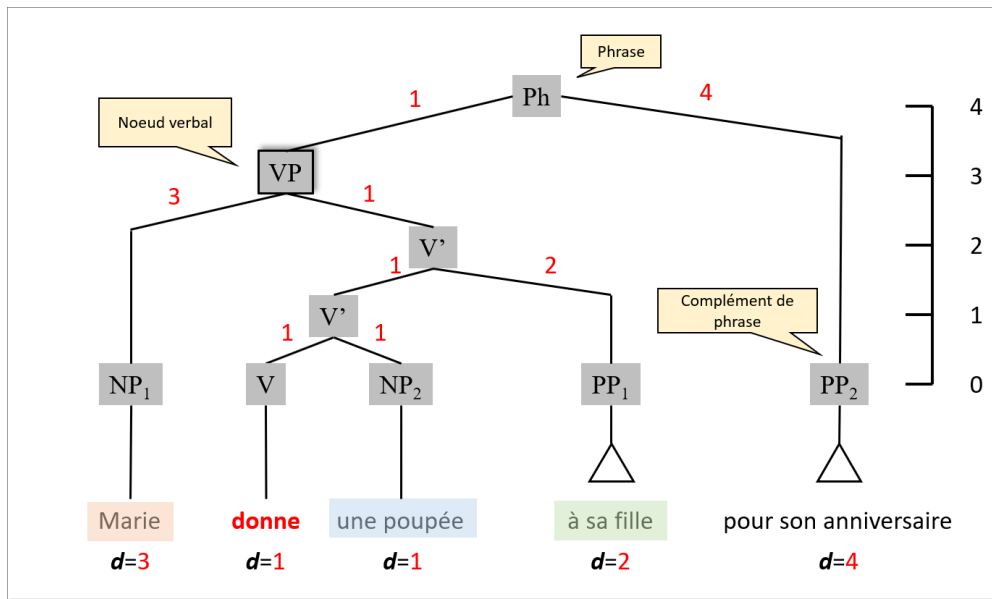 Phrase
1
Ph
4
4
Noeud verbal
VP
3
3
1
V’
2
1
2
Complément de
phrase
V’
1
1
1
NP₁
V
NP₂
PP₁
PP₂
0
Marie
donne
une poupée
à sa fille
pour son anniversaire
d=3
d=1
d=1
d=2
d=4